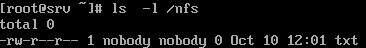 [root@srv ~]# ls  -l /nfs
total 0
-rw-r--r-- 1 nobody nobody 0 Oct 10 12:01 txt